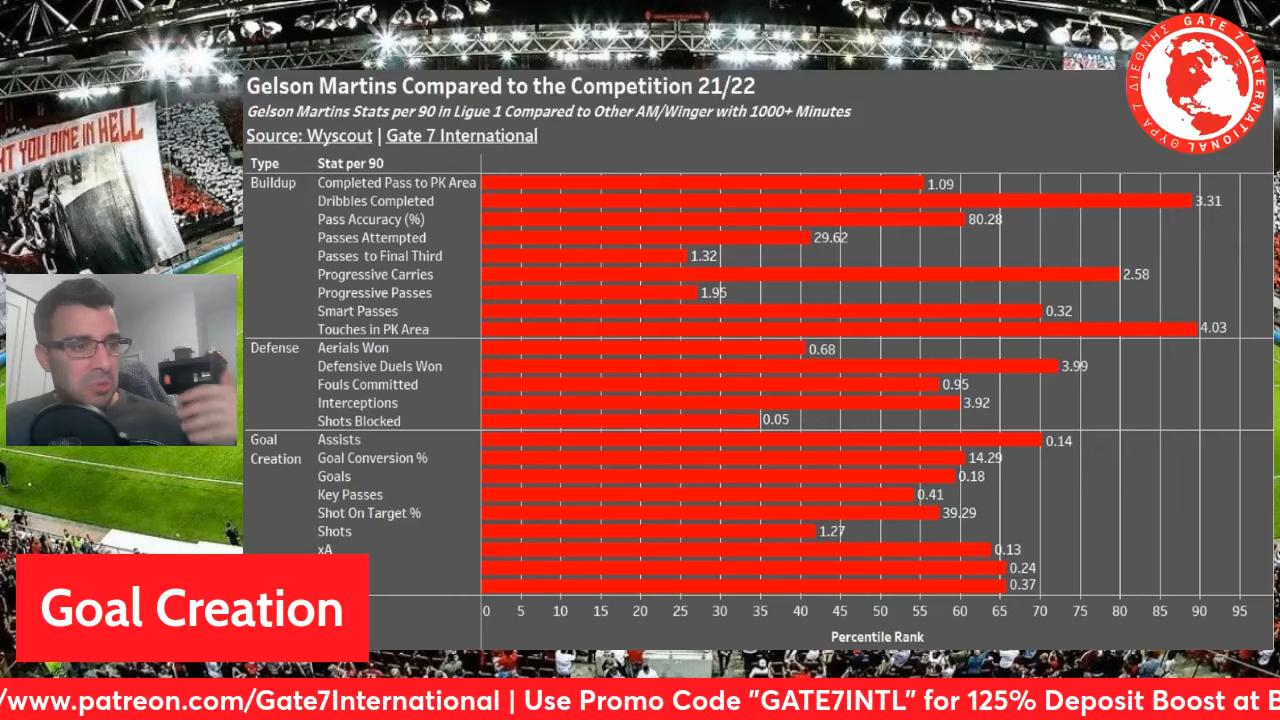 GATE 7 INTERNATIONAL
ΘΥΡΑ 7 ΔΙΕΘΝΗΣ
HT YOU DINE IN HELL
Gelson Martins Compared to the Competition 21/22
Gelson Martins Stats per 90 in Ligue 1 Compared to Other AM/Winger with 1000+ Minutes
Source: Wyscout | Gate 7 International
Type Stat per 90
Buildup Completed Pass to PK Area 1.09
Dribbles Completed 3.31
Pass Accuracy (%) 80.28
Passes Attempted 29.62
Passes to Final Third 1.32
Progressive Carries 2.58
Progressive Passes 1.95
Smart Passes 0.32
Touches in PK Area 4.03
Defense Aerials Won 0.68
Defensive Duels Won 3.99
Fouls Committed 0.95
Interceptions 3.92
Shots Blocked 0.05
Goal Assists 0.14
Creation Goal Conversion % 14.29
Goals 0.18
Key Passes 0.41
Shot On Target % 39.29
Shots 1.27
xA 0.13
0.24
0.37
0 5 10 15 20 25 30 35 40 45 50 55 60 65 70 75 80 85 90 95
Percentile Rank
Goal Creation
/www.patreon.com/Gate7International | Use Promo Code "GATE7INTL" for 125% Deposit Boost at B